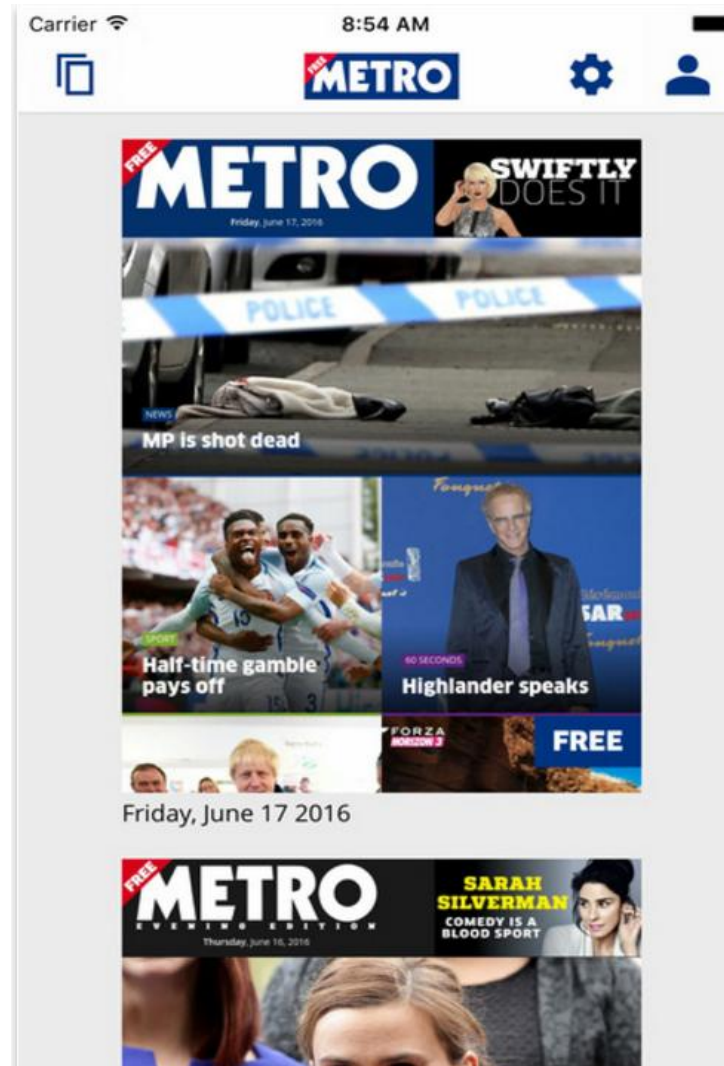 Carrier
8:54 AM
FREE
METRO
FREE
METRO
Friday, June 17, 2016
SWIFTLY
DOES IT
POLICE
POLICE
NEWS
MP is shot dead
Fouquet
SPORT
Half-time gamble
pays off
60 SECONDS
Highlander speaks
FORZA
HORIZON 3
FREE
Friday, June 17 2016
FREE
METRO
EVENING EDITION
Thursday, June 16, 2016
SARAH
SILVERMAN
COMEDY IS A
BLOOD SPORT